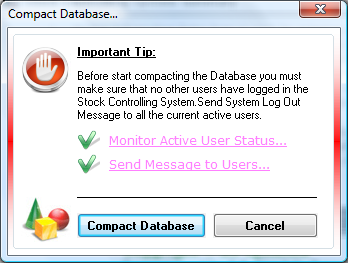 Compact Database...
Important Tip:
Before start compacting the Database you must
make sure that no other users have logged in the
Stock Controlling System.Send System Log Out
Message to all the current active users.
Monitor Active User Status...
Send Message to Users...
Compact Database
Cancel